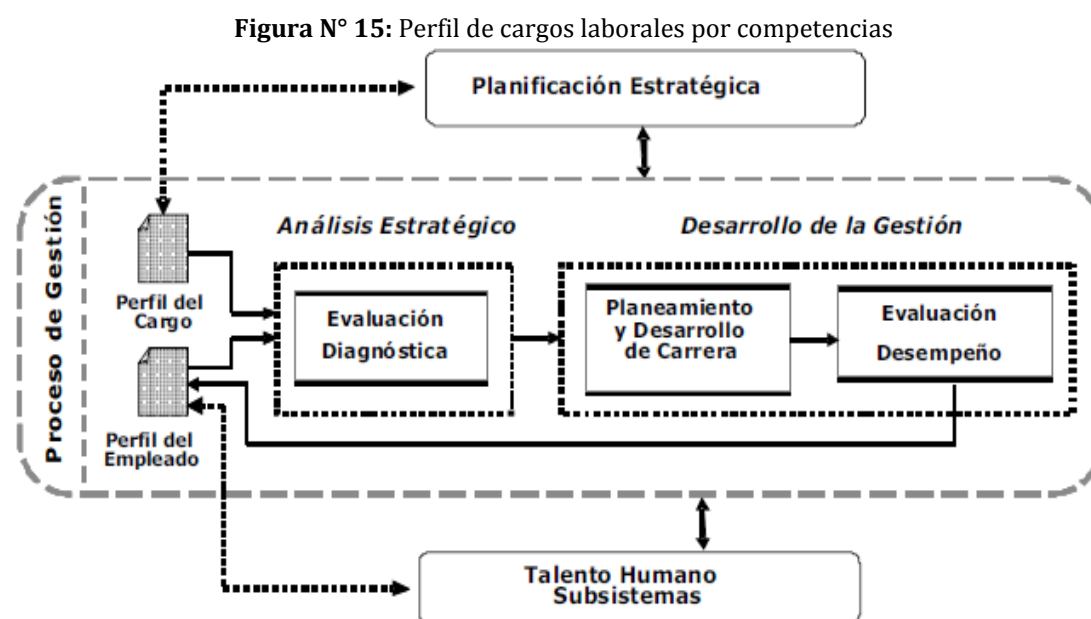 Figura N° 15: Perfil de cargos laborales por competencias
Planificación Estratégica
Proceso de Gestión
Análisis Estratégico
Desarrollo de la Gestión
Perfil del
Cargo
Evaluación
Diagnóstica
Planeamiento
y Desarrollo
de Carrera
Evaluación
Desempeño
Perfil del
Empleado
Talento Humano
Subsistemas